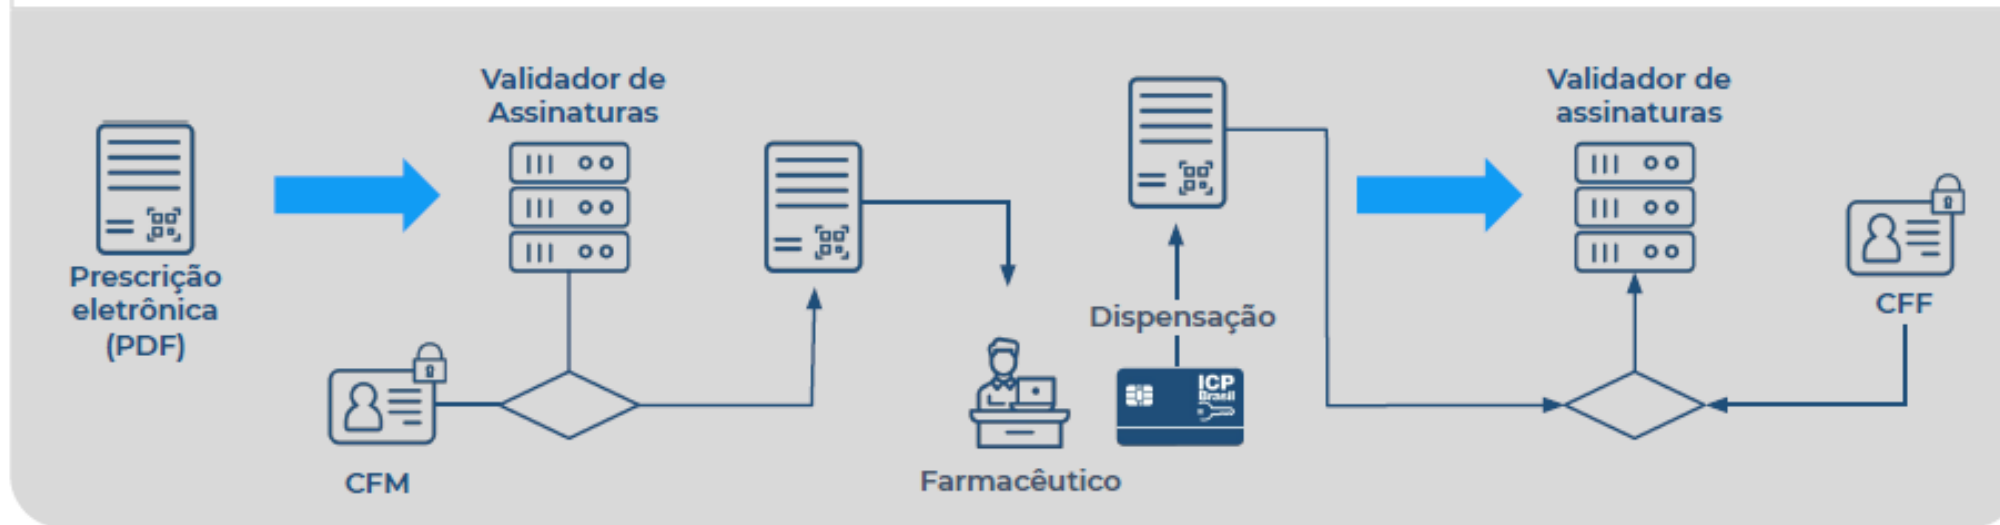 Validador de
Assinaturas
Prescrição
eletrônica
(PDF)
CFM
Farmacêutico
Dispensação
ICP
Brasil
Validador de
assinaturas
CFF